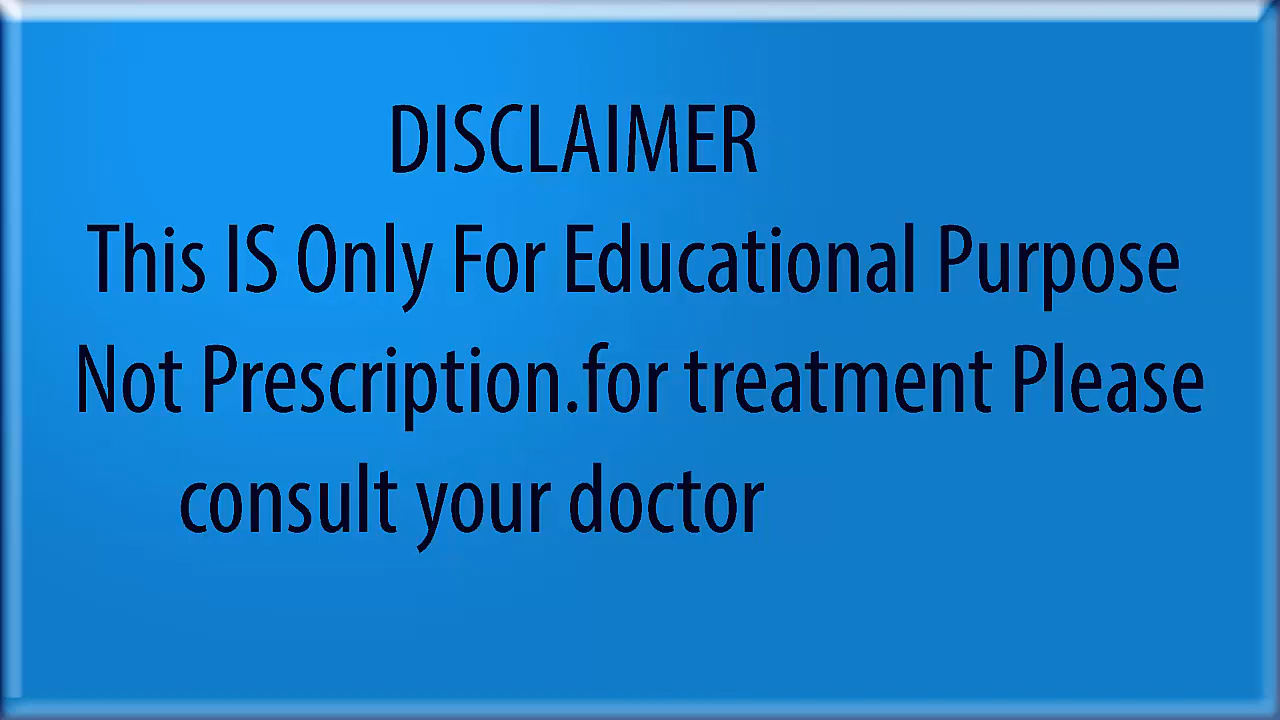 DISCLAIMER
This IS Only For Educational Purpose
Not Prescription.for treatment Please
consult your doctor